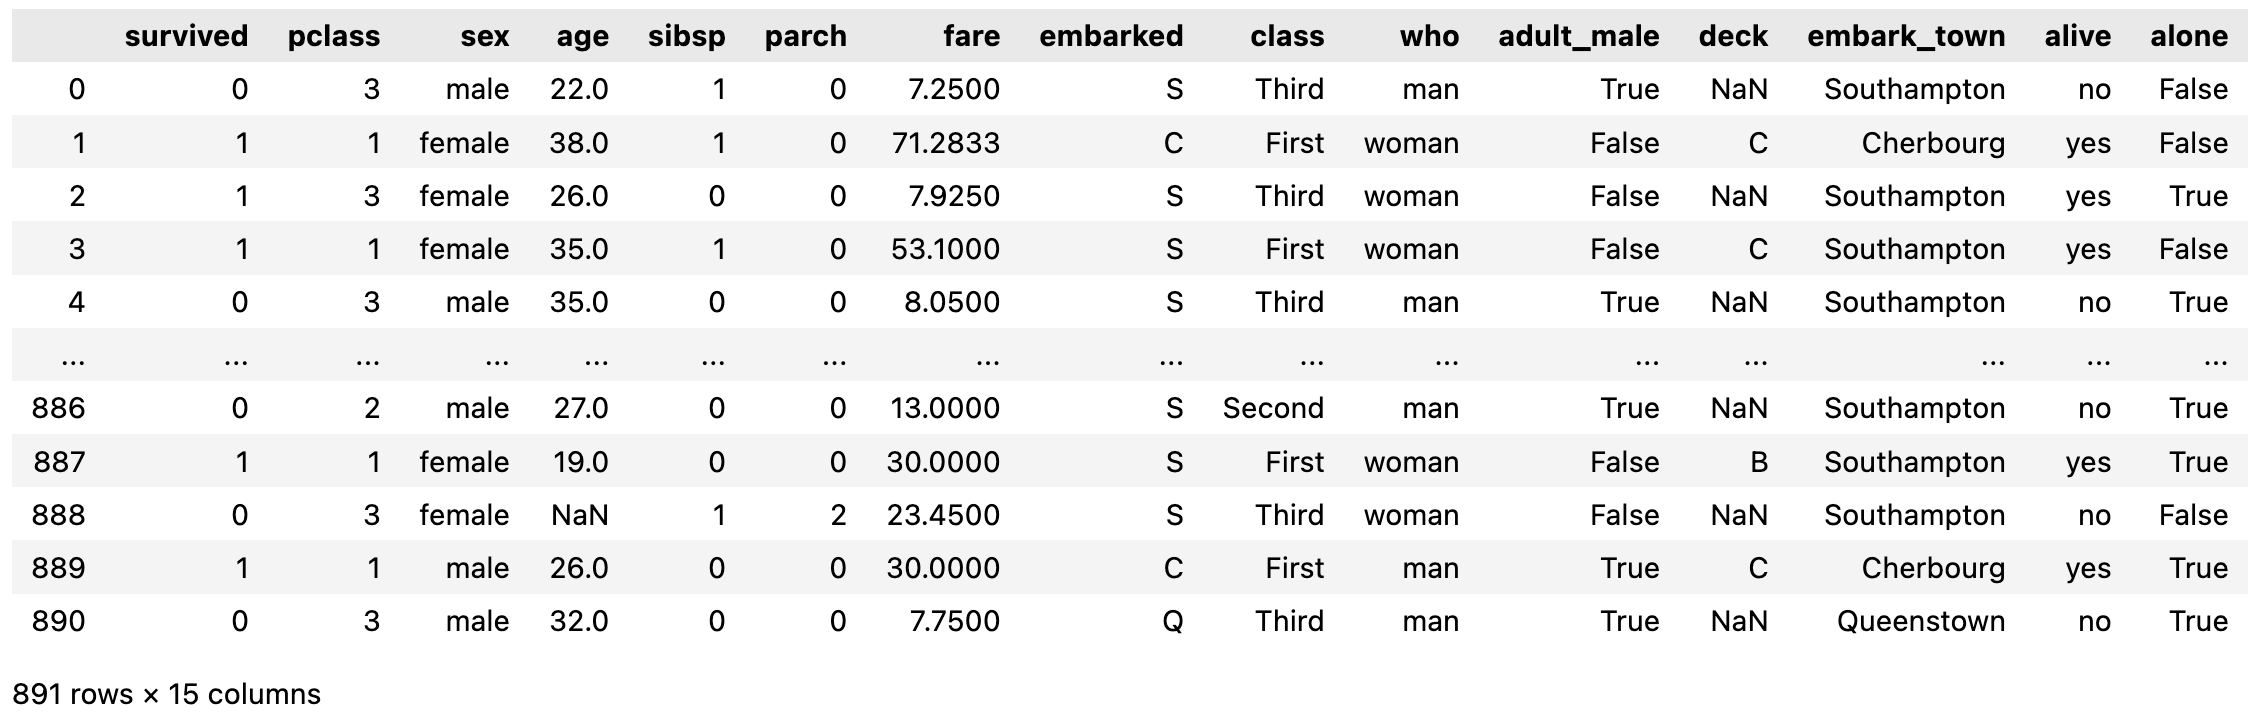 survived pclass sex age sibsp parch fare embarked class who adult_male deck embark_town alive alone
0 0 3 male 22.0 1 0 7.2500 S Third man True NaN Southampton no False
1 1 1 female 38.0 1 0 71.2833 C First woman False C Cherbourg yes False
2 1 3 female 26.0 0 0 7.9250 S Third woman False NaN Southampton yes True
3 1 1 female 35.0 1 0 53.1000 S First woman False C Southampton yes False
4 0 3 male 35.0 0 0 8.0500 S Third man True NaN Southampton no True
... ... ... ... ... ... ... ... ... ... ... ... ... ... ... ...
886 0 2 male 27.0 0 0 13.0000 S Second man True NaN Southampton no True
887 1 1 female 19.0 0 0 30.0000 S First woman False B Southampton yes True
888 0 3 female NaN 1 2 23.4500 S Third woman False NaN Southampton no False
889 1 1 male 26.0 0 0 30.0000 C First man True C Cherbourg yes True
890 0 3 male 32.0 0 0 7.7500 Q Third man True NaN Queenstown no True
891 rows × 15 columns